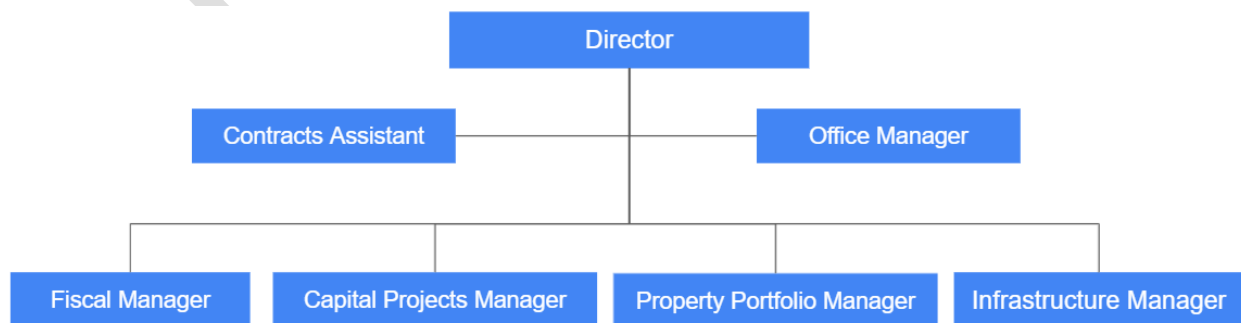 Director
Contracts Assistant
Office Manager
Fiscal Manager
Capital Projects Manager
Property Portfolio Manager
Infrastructure Manager